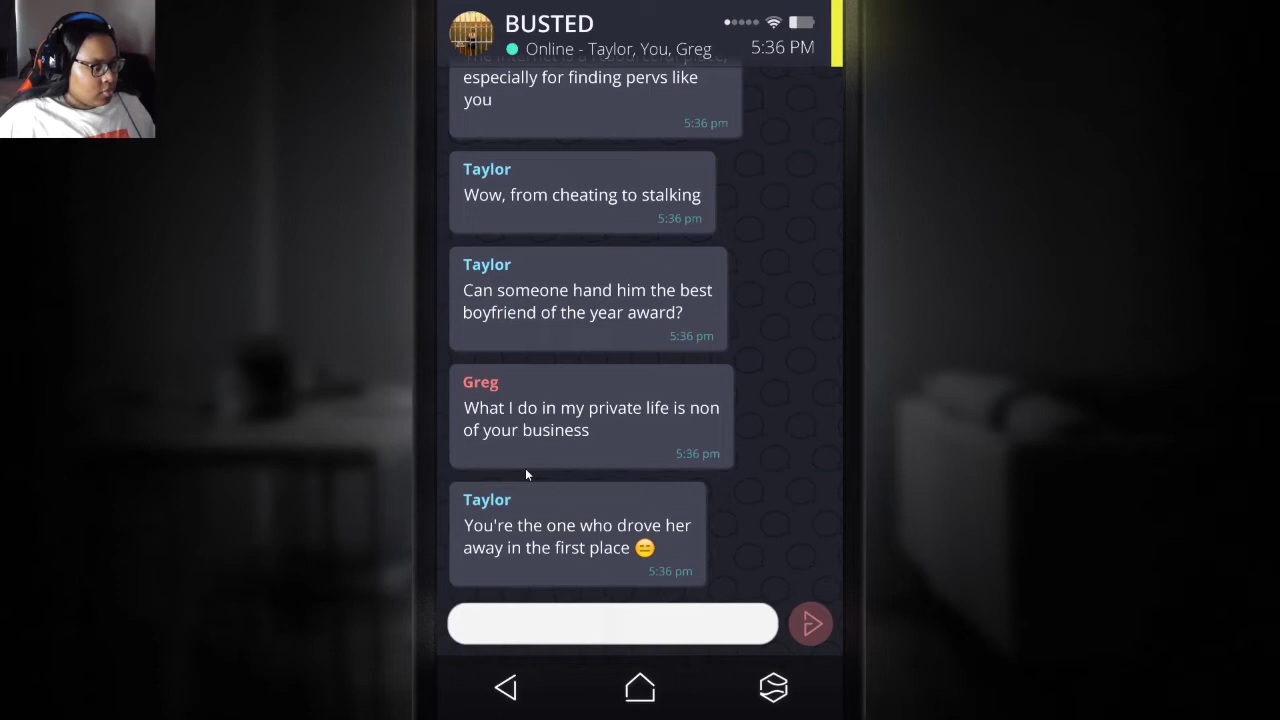 BUSTED
Online - Taylor, You, Greg
5:36 PM
especially for finding pervs like
you
5:36 pm
Taylor
Wow, from cheating to stalking
5:36 pm
Taylor
Can someone hand him the best
boyfriend of the year award?
5:36 pm
Greg
What I do in my private life is non
of your business
5:36 pm
Taylor
You're the one who drove her
away in the first place 😑
5:36 pm